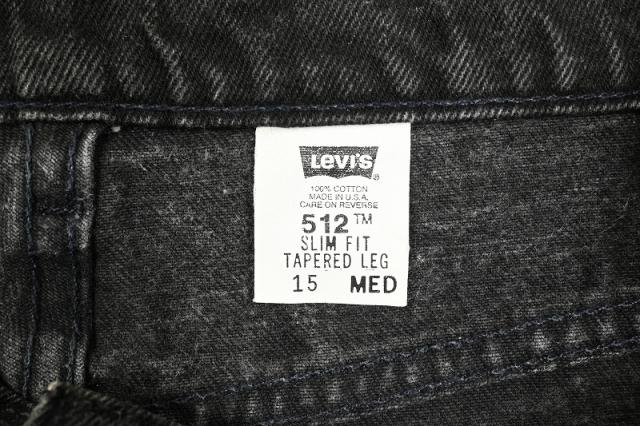 Levi's
®
100% COTTON
MADE IN U.S.A.
CARE ON REVERSE
512™
SLIM FIT
TAPERED LEG
15 MED